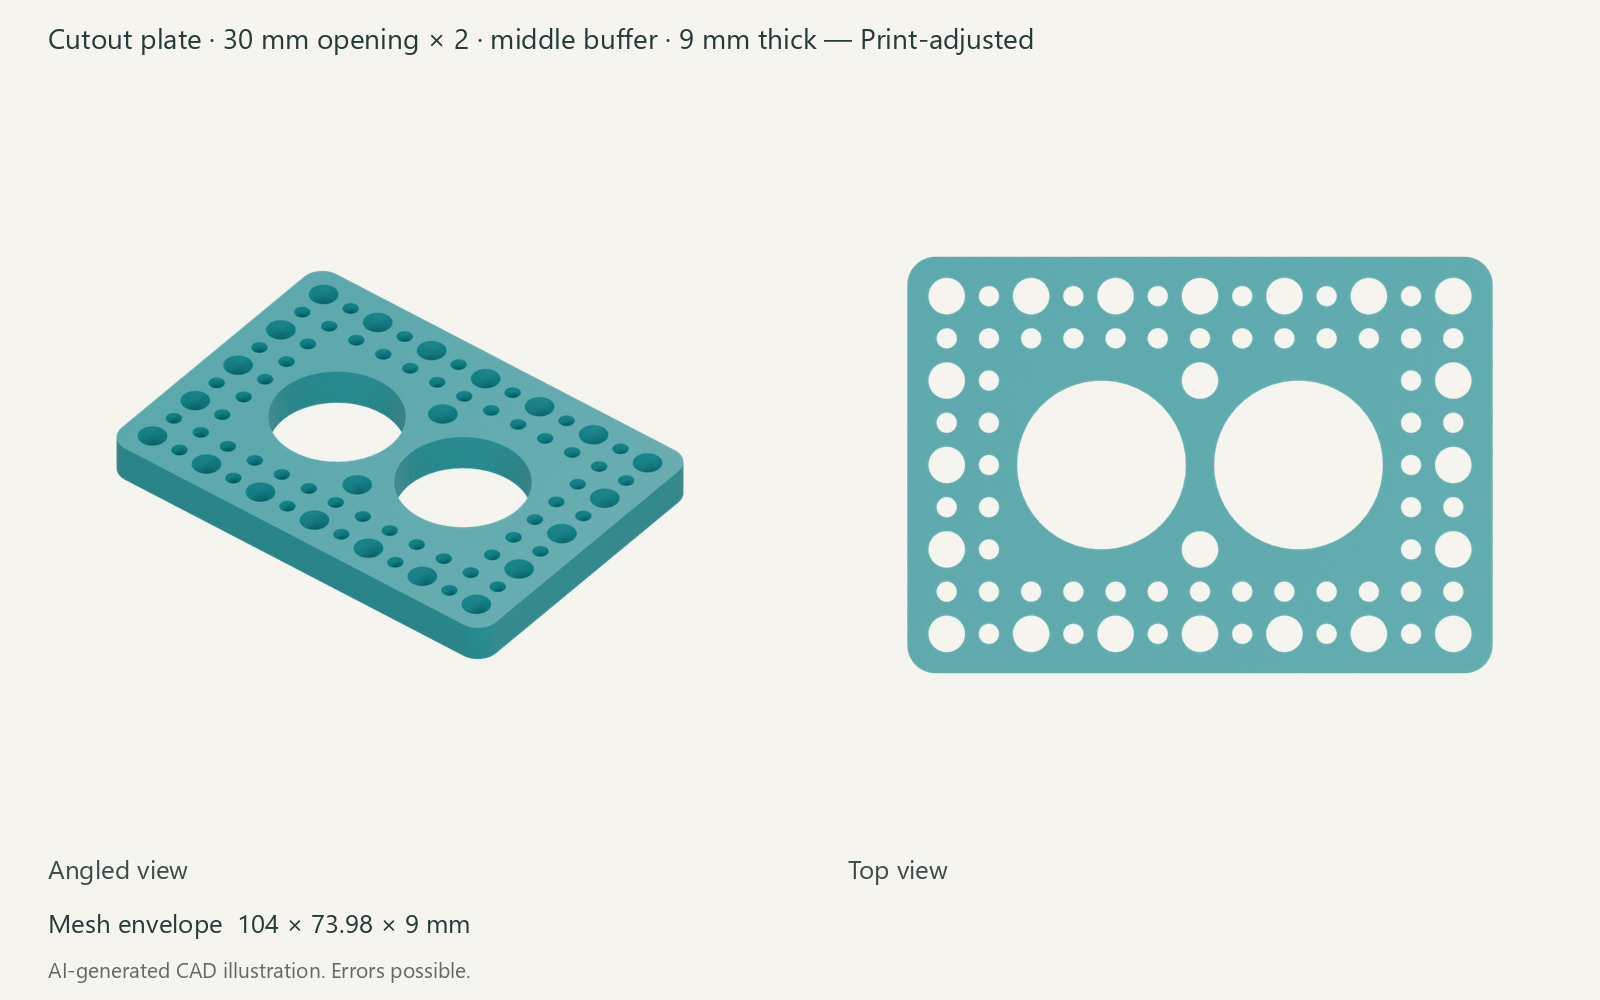 Cutout plate · 30 mm opening × 2 · middle buffer · 9 mm thick — Print-adjusted
Angled view
Top view
Mesh envelope 104 × 73.98 × 9 mm
AI-generated CAD illustration. Errors possible.